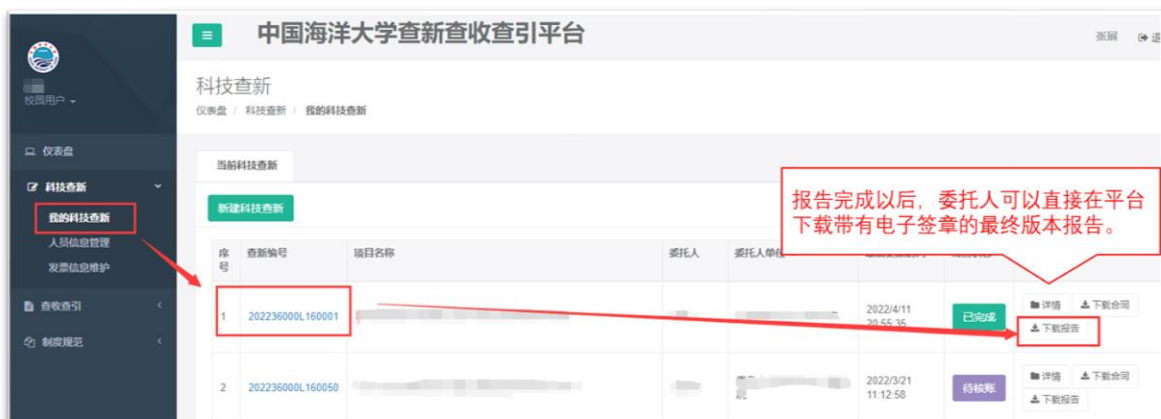 中国海洋大学查新查收查引平台
张展
校园用户
科技查新
仪表盘 / 科技查新 / 我的科技查新
仪表盘
科技查新
我的科技查新
人员信息管理
发票信息维护
查收查引
制度规范
当前科技查新
新建科技查新
报告完成以后，委托人可以直接在平台
下载带有电子签章的最终版本报告。
序号 查新编号 项目名称 委托人 委托人单位
1 202236000L160001 2022/4/11 20:55:35 已完成 详情 下载合同
下载报告
2 202236000L160050 2022/3/21 11:12:58 待核账 详情 下载合同
下载报告